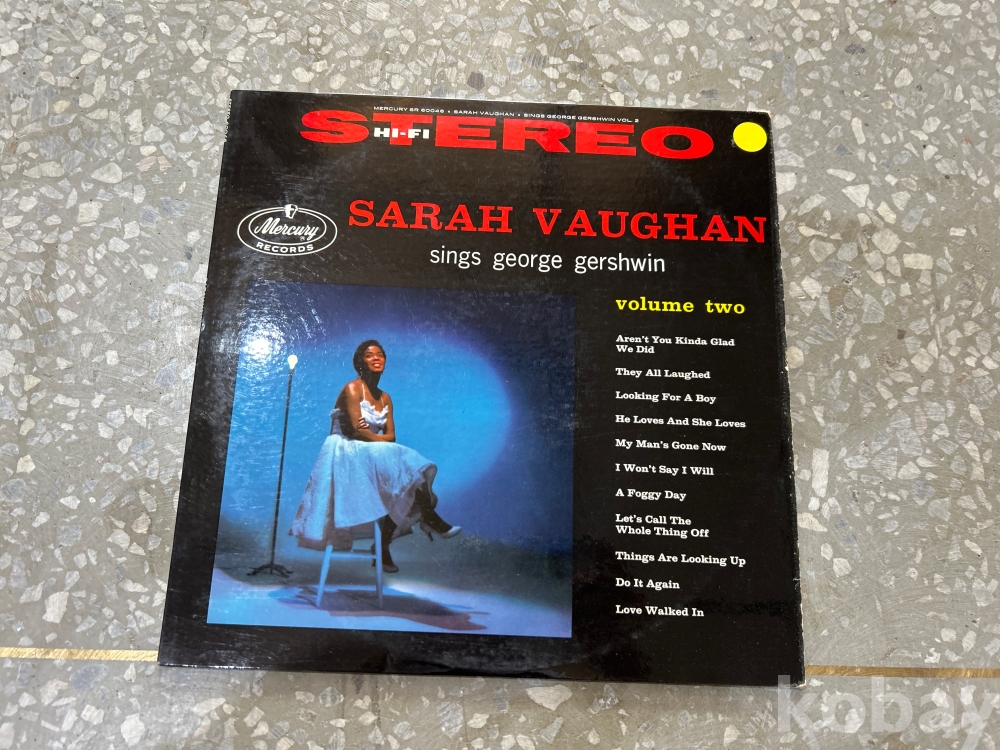 MERCURY SR 60046 • SARAH VAUGHAN • SINGS GEORGE GERSHWIN VOL. 2
STEREO
HI-FI
Mercury
RECORDS
SARAH VAUGHAN
sings george gershwin
volume two
Aren't You Kinda Glad
We Did
They All Laughed
Looking For A Boy
He Loves And She Loves
My Man's Gone Now
I Won't Say I Will
A Foggy Day
Let's Call The
Whole Thing Off
Things Are Looking Up
Do It Again
Love Walked In
kobay